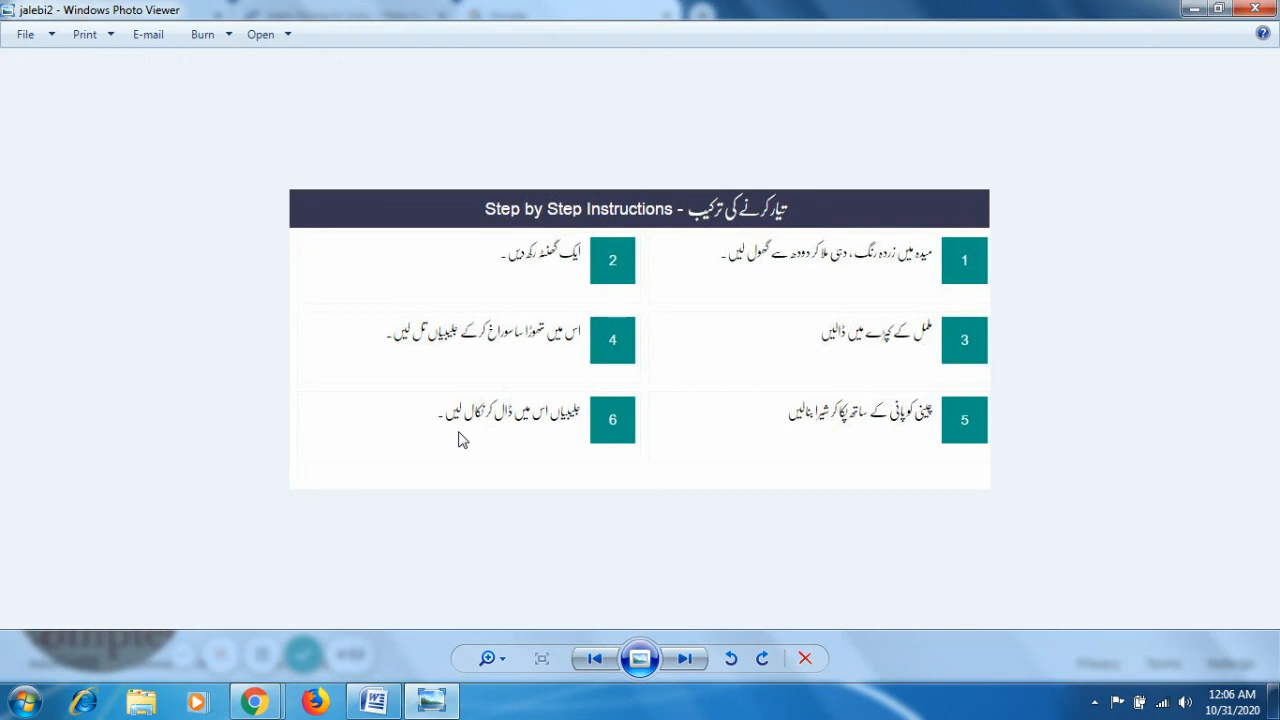 jalebi2 - Windows Photo Viewer
File Print E-mail Burn Open
تیار کرنے کی ترکیب - Step by Step Instructions
1 میدہ میں زردہ رنگ ، دہی ملا کر دودھ سے گھول لیں ۔
2 ایک گھنٹہ رکھ دیں ۔
3 ململ کے کپڑے میں ڈالیں
4 اس میں تھوڑا سا سوراخ کر کے جلیبیاں تل لیں ۔
5 چینی کو پانی کے ساتھ پکا کر شیرا بنالیں
6 جلیبیاں اس میں ڈال کر نکال لیں ۔
12:06 AM
10/31/2020